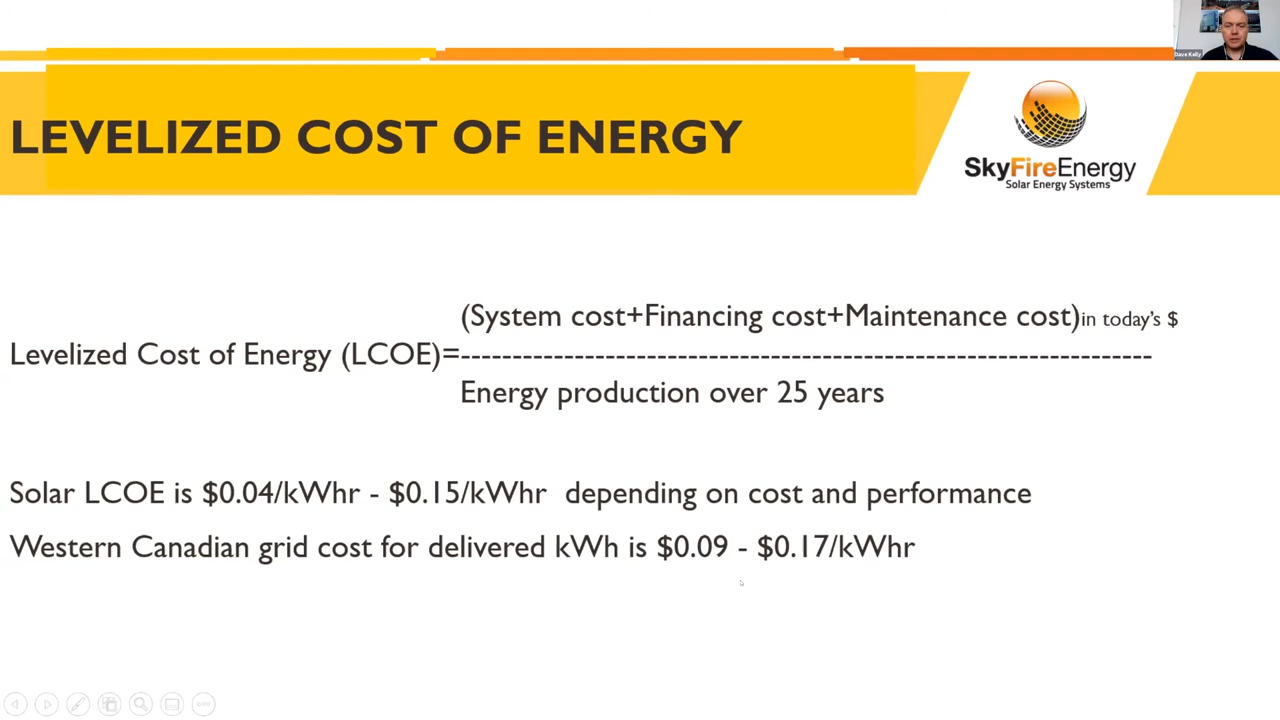 Dave Kelly
LEVELIZED COST OF ENERGY
SkyFireEnergy
Solar Energy Systems
(System cost+Financing cost+Maintenance cost)in today's $
Levelized Cost of Energy (LCOE)=-------------------------------------------------------------------
Energy production over 25 years
Solar LCOE is $0.04/kWhr - $0.15/kWhr depending on cost and performance
Western Canadian grid cost for delivered kWh is $0.09 - $0.17/kWhr